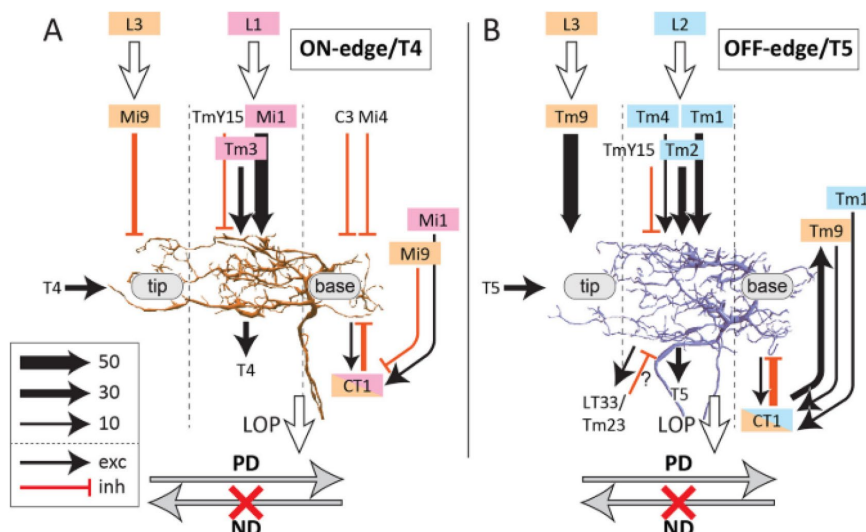 A
L3
L1
ON-edge/T4
Mi9
TmY15
Mi1
Tm3
C3 Mi4
Mi1
Mi9
T4
tip
base
T4
CT1
LOP
50
30
10
exc
inh
PD
ND
B
L3
L2
OFF-edge/T5
Tm9
Tm4
Tm1
TmY15
Tm2
Tm1
Tm9
T5
tip
base
?
LT33/
Tm23
T5
CT1
LOP
PD
ND